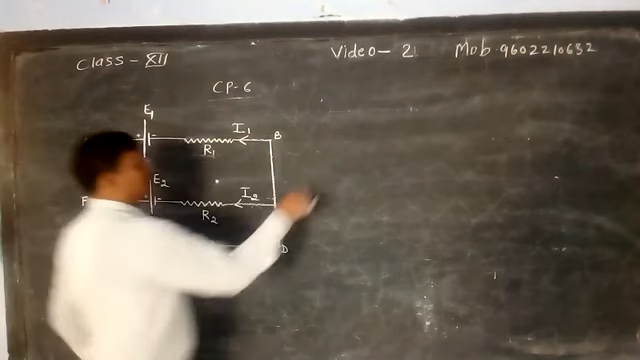 Class - XII
Video - 2
Mob. 9602210632
CP-6
E1
I1
B
+
-
R1
E2
F
+
-
I2
R2
D